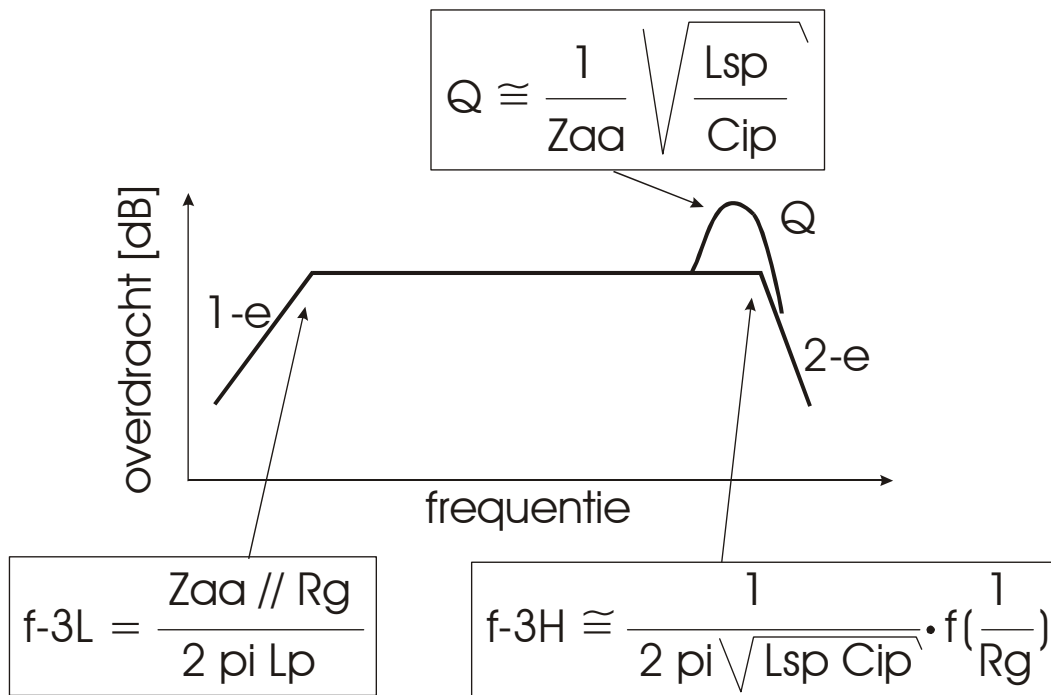 Q ≅ 1/Zaa √(Lsp/Cip)
overdracht [dB]
Q
1-e
2-e
frequentie
f-3L = Zaa // Rg / 2 pi Lp
f-3H ≅ 1 / 2 pi √(Lsp Cip) · f(1/Rg)